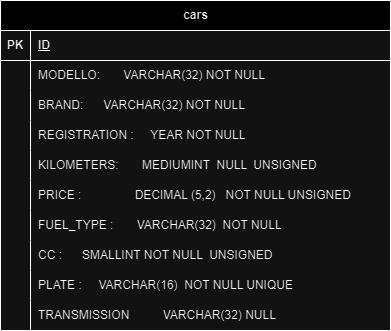 cars
PK ID
MODELLO: VARCHAR(32) NOT NULL
BRAND: VARCHAR(32) NOT NULL
REGISTRATION : YEAR NOT NULL
KILOMETERS: MEDIUMINT NULL UNSIGNED
PRICE : DECIMAL (5,2) NOT NULL UNSIGNED
FUEL_TYPE : VARCHAR(32) NOT NULL
CC : SMALLINT NOT NULL UNSIGNED
PLATE : VARCHAR(16) NOT NULL UNIQUE
TRANSMISSION VARCHAR(32) NULL